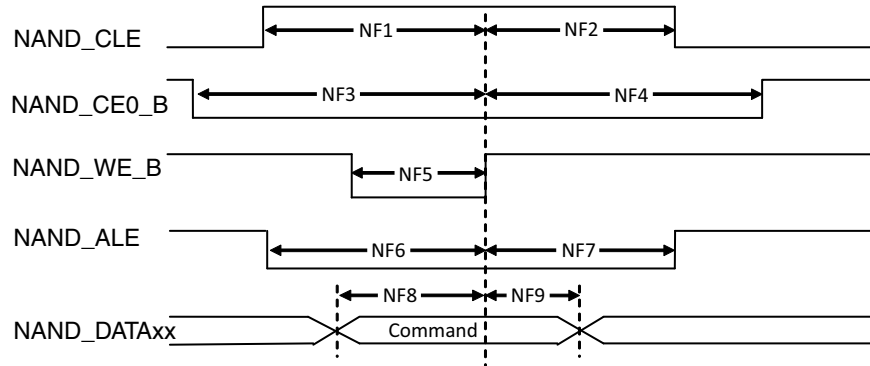 NAND_CLE NF1 NF2
NAND_CE0_B NF3 NF4
NAND_WE_B NF5
NAND_ALE NF6 NF7
NF8 NF9
NAND_DATAxx Command